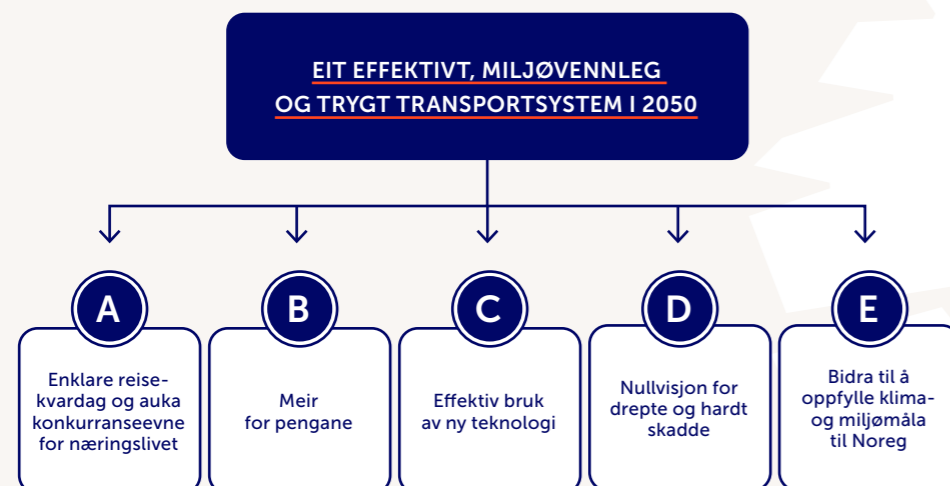 EIT EFFEKTIVT, MILJØVENNLEG
OG TRYGT TRANSPORTSYSTEM I 2050
A
Enklare reise-
kvardag og auka
konkurranseevne
for næringslivet
B
Meir
for pengane
C
Effektiv bruk
av ny teknologi
D
Nullvisjon for
drepte og hardt
skadde
E
Bidra til å
oppfylle klima-
og miljømåla
til Noreg